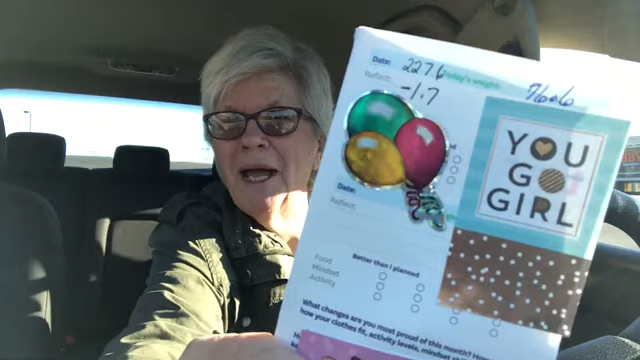 Date:
227.6 Today's weight:
76.6
Reflect:
-1.7
YOU
GO
GIRL
Date:
Reflect:
Better than I planned
Food
Mindset
Activity
What changes are you most proud of this month?
how your clothes fit, activity levels, mindset